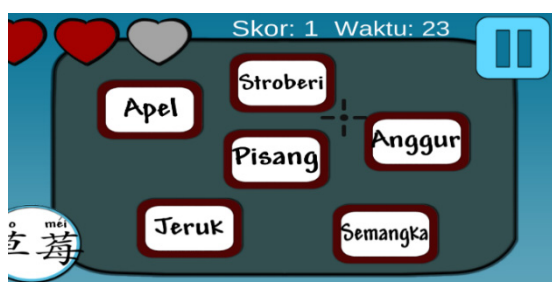 Skor: 1 Waktu: 23
Stroberi
Apel
Anggur
Pisang
Jeruk
Semangka
méi
莓